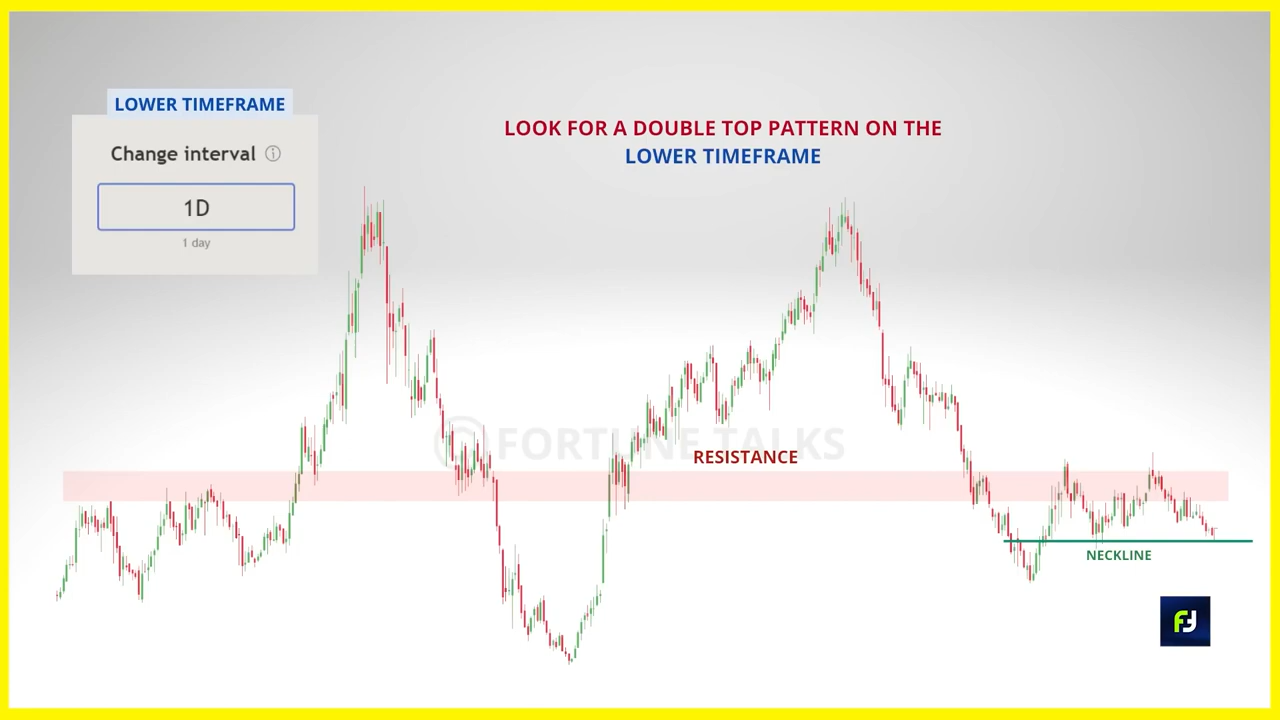 LOWER TIMEFRAME
Change interval
1D
1 day
LOOK FOR A DOUBLE TOP PATTERN ON THE
LOWER TIMEFRAME
© FORTUNE TALKS
RESISTANCE
NECKLINE